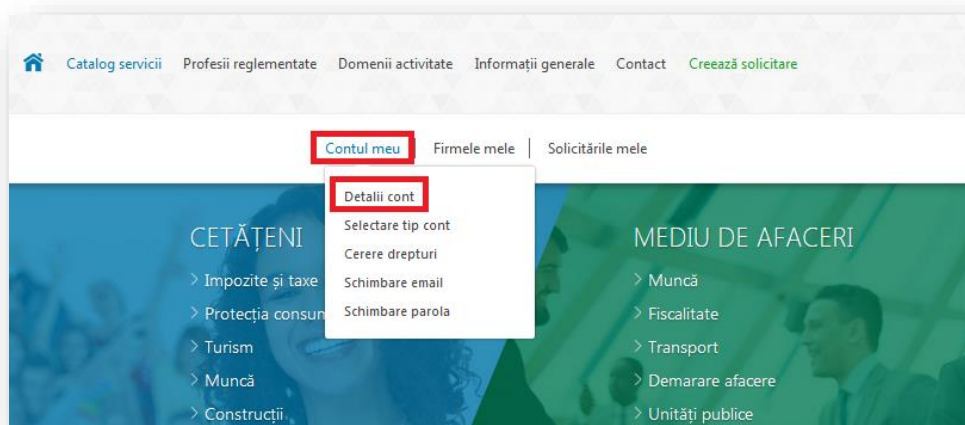 Catalog servicii Profesii reglementate Domenii activitate Informații generale Contact Creează solicitare
Contul meu Firmele mele Solicitările mele
Detalii cont
Selectare tip cont
Cerere drepturi
Schimbare email
Schimbare parola
CETĂȚENI
> Impozite și taxe
> Protecția consum
> Turism
> Muncă
> Construcții
MEDIU DE AFACERI
> Muncă
> Fiscalitate
> Transport
> Demarare afacere
> Unități publice